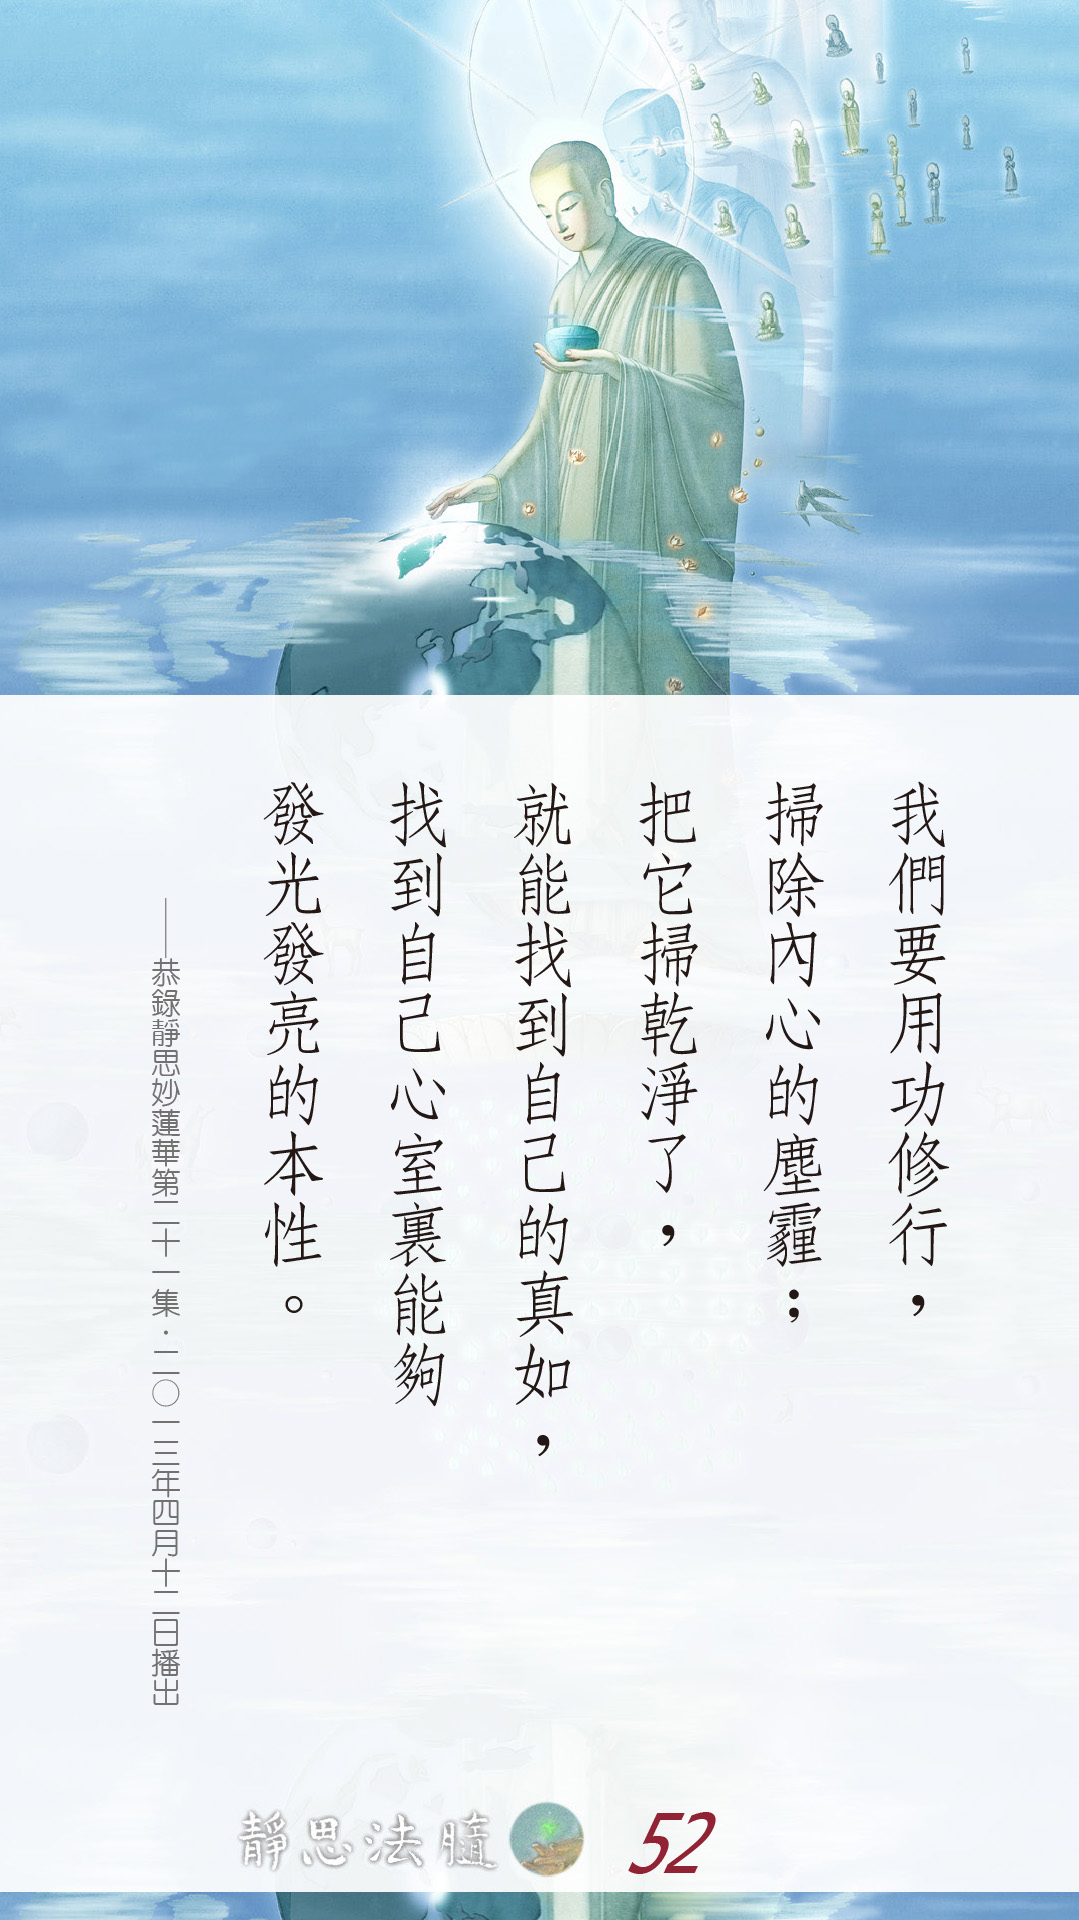 我們要用功修行，
掃除內心的塵霾；
把它掃乾淨了，
就能找到自己的真如，
找到自己心室裏能夠
發光發亮的本性。
——恭錄靜思妙蓮華第二十一集．二〇一三年四月十二日播出
靜思法髓
52